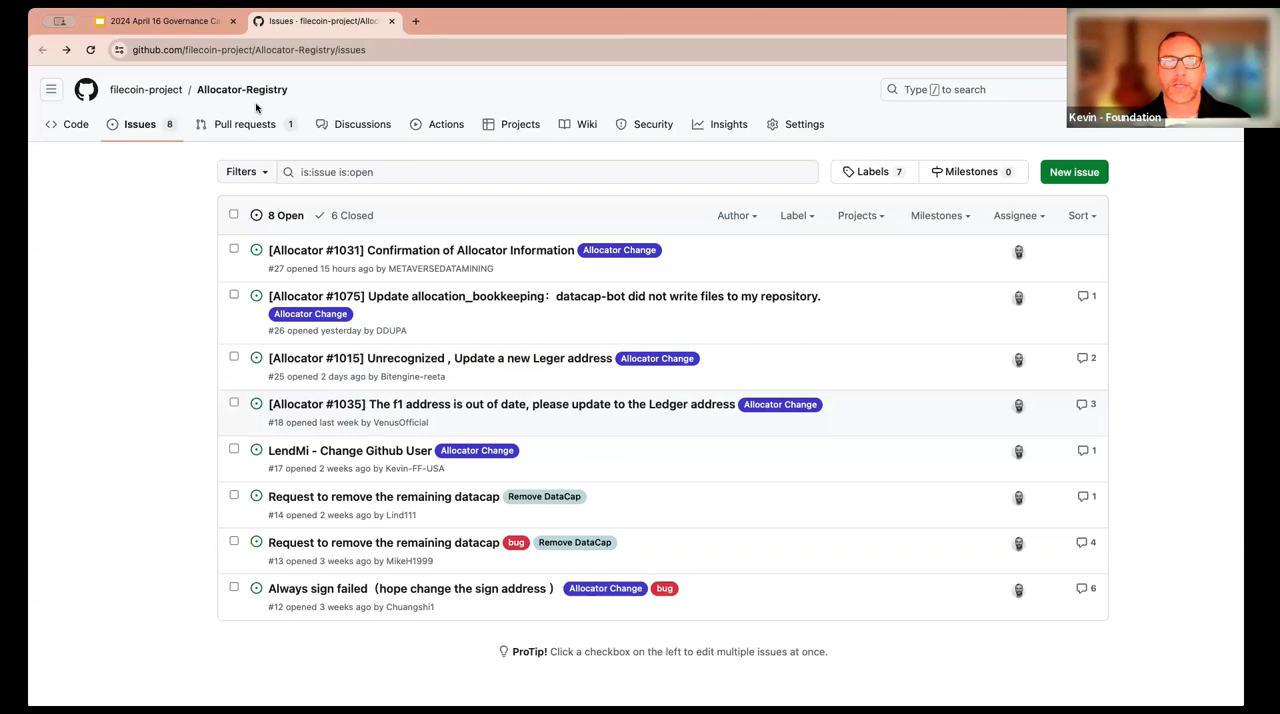 2024 April 16 Governance Ca
Issues · filecoin-project/Alloc
github.com/filecoin-project/Allocator-Registry/issues
filecoin-project / Allocator-Registry
Type / to search
Kevin - Foundation
Code Issues 8 Pull requests 1 Discussions Actions Projects Wiki Security Insights Settings
Filters is:issue is:open Labels 7 Milestones 0 New issue
8 Open 6 Closed Author Label Projects Milestones Assignee Sort
[Allocator #1031] Confirmation of Allocator Information Allocator Change
#27 opened 15 hours ago by METAVERSEDATAMINING
[Allocator #1075] Update allocation_bookkeeping：datacap-bot did not write files to my repository. 1
Allocator Change
#26 opened yesterday by DDUPA
[Allocator #1015] Unrecognized , Update a new Leger address Allocator Change 2
#25 opened 2 days ago by Bitengine-reeta
[Allocator #1035] The f1 address is out of date, please update to the Ledger address Allocator Change 3
#18 opened last week by VenusOfficial
LendMi - Change Github User Allocator Change 1
#17 opened 2 weeks ago by Kevin-FF-USA
Request to remove the remaining datacap Remove DataCap 1
#14 opened 2 weeks ago by Lind111
Request to remove the remaining datacap bug Remove DataCap 4
#13 opened 3 weeks ago by MikeH1999
Always sign failed（hope change the sign address ） Allocator Change bug 6
#12 opened 3 weeks ago by Chuangshi1
ProTip! Click a checkbox on the left to edit multiple issues at once.